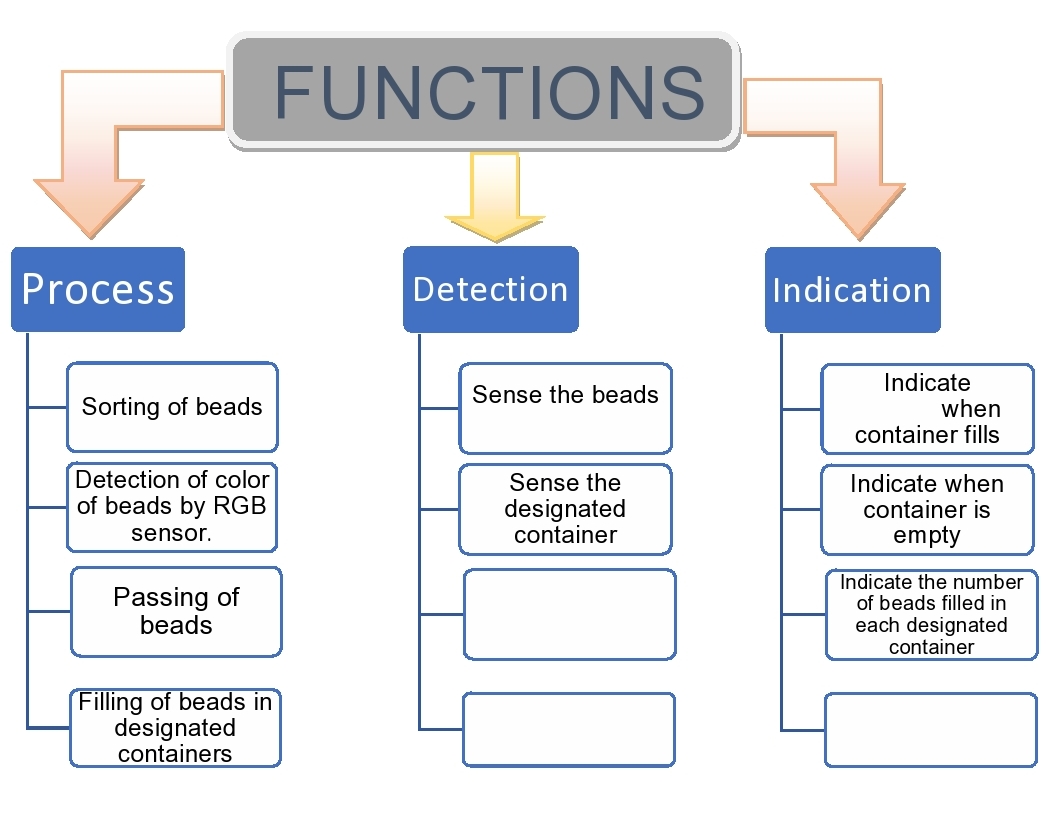 FUNCTIONS
Process
Sorting of beads
Detection of color
of beads by RGB
sensor.
Passing of
beads
Filling of beads in
designated
containers
Detection
Sense the beads
Sense the
designated
container
Indication
Indicate
when
container fills
Indicate when
container is
empty
Indicate the number
of beads filled in
each designated
container